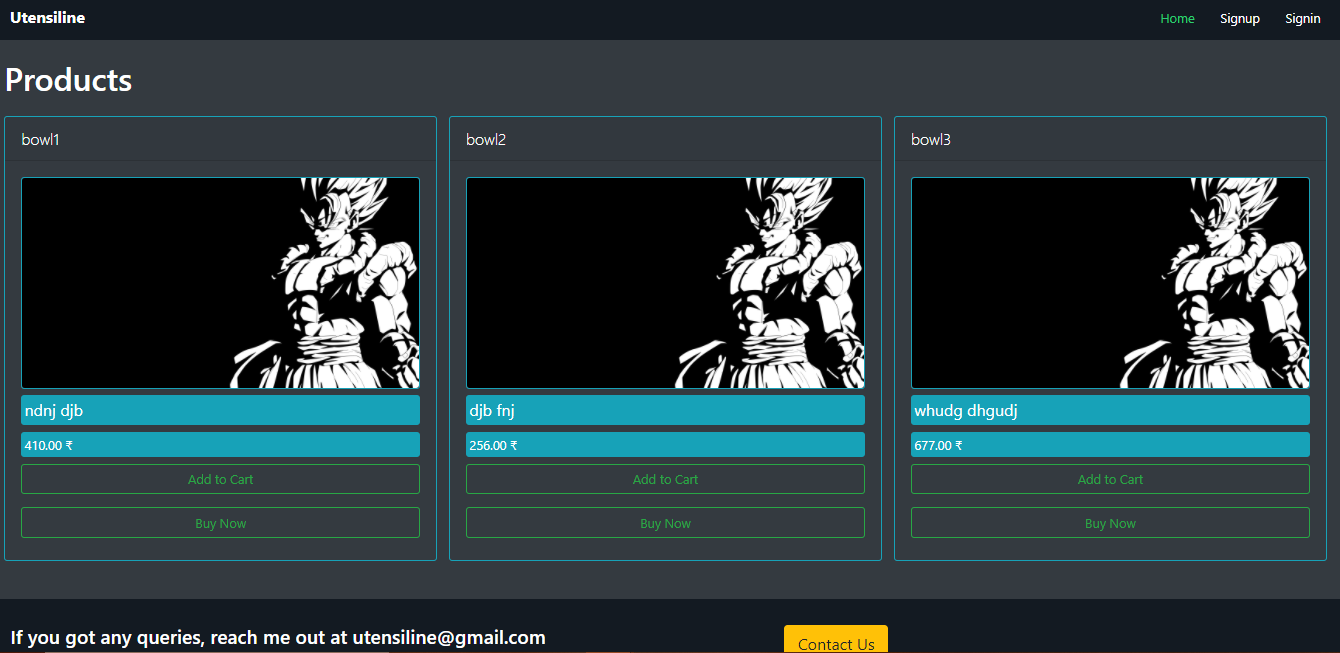 Utensiline Home Signup Signin
Products
bowl1 bowl2 bowl3
ndnj djb djb fnj whudg dhgudj
410.00 ₹ 256.00 ₹ 677.00 ₹
Add to Cart Add to Cart Add to Cart
Buy Now Buy Now Buy Now
If you got any queries, reach me out at utensiline@gmail.com Contact Us